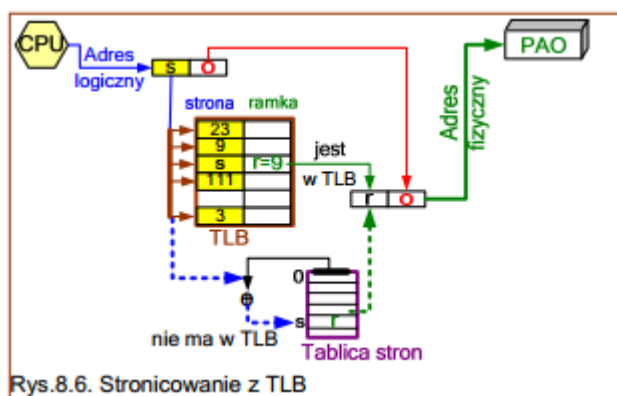 CPU
Adres
logiczny
s o
PAO
Adres
fizyczny
strona ramka
23
9
s r=9
111
3
TLB
jest
w TLB
r o
0
s r
nie ma w TLB
Tablica stron
Rys.8.6. Stronicowanie z TLB